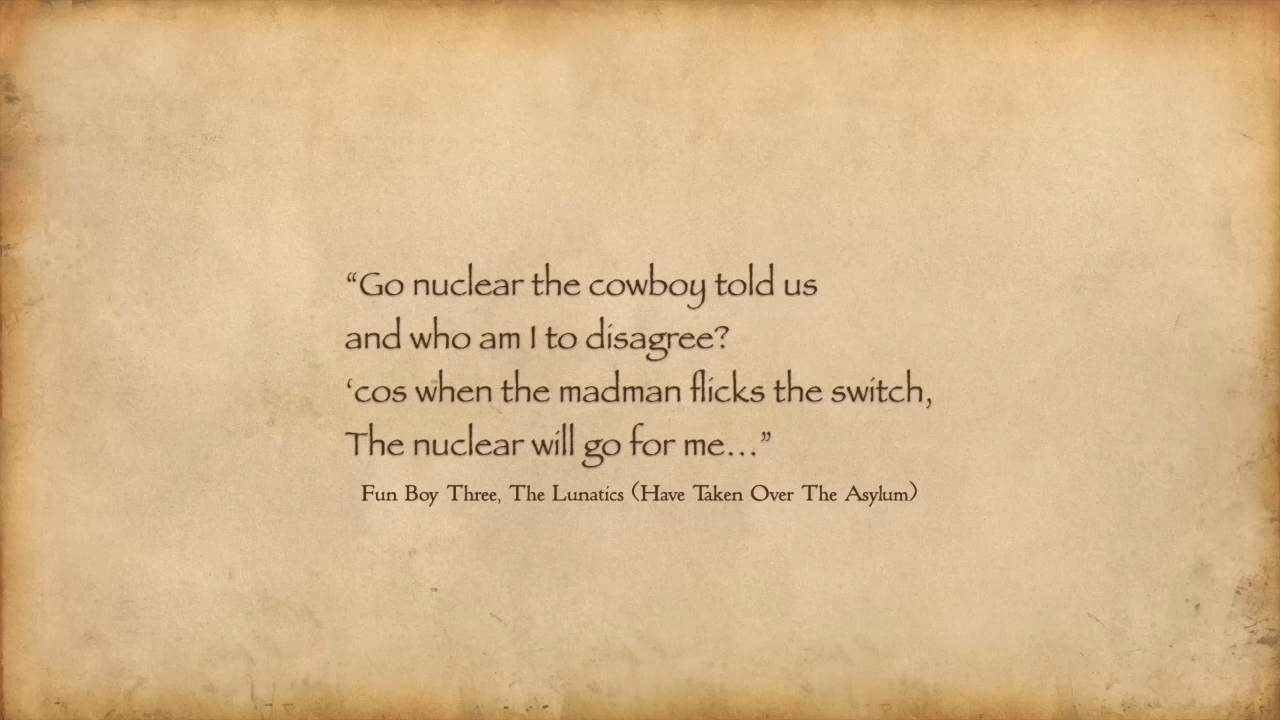 “Go nuclear the cowboy told us
and who am I to disagree?
‘cos when the madman flicks the switch,
The nuclear will go for me...”
Fun Boy Three, The Lunatics (Have Taken Over The Asylum)